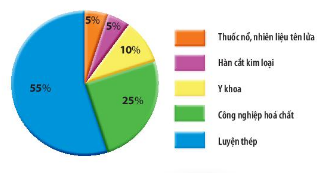 5%
5%
10%
25%
55%
Thuốc nổ, nhiên liệu tên lửa
Hàn cắt kim loại
Y khoa
Công nghiệp hoá chất
Luyện thép